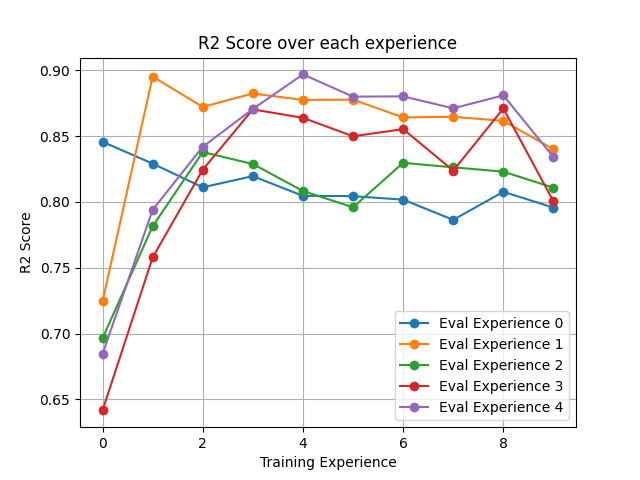 R2 Score over each experience
R2 Score
0.90
0.85
0.80
0.75
0.70
0.65
Eval Experience 0
Eval Experience 1
Eval Experience 2
Eval Experience 3
Eval Experience 4
0 2 4 6 8
Training Experience